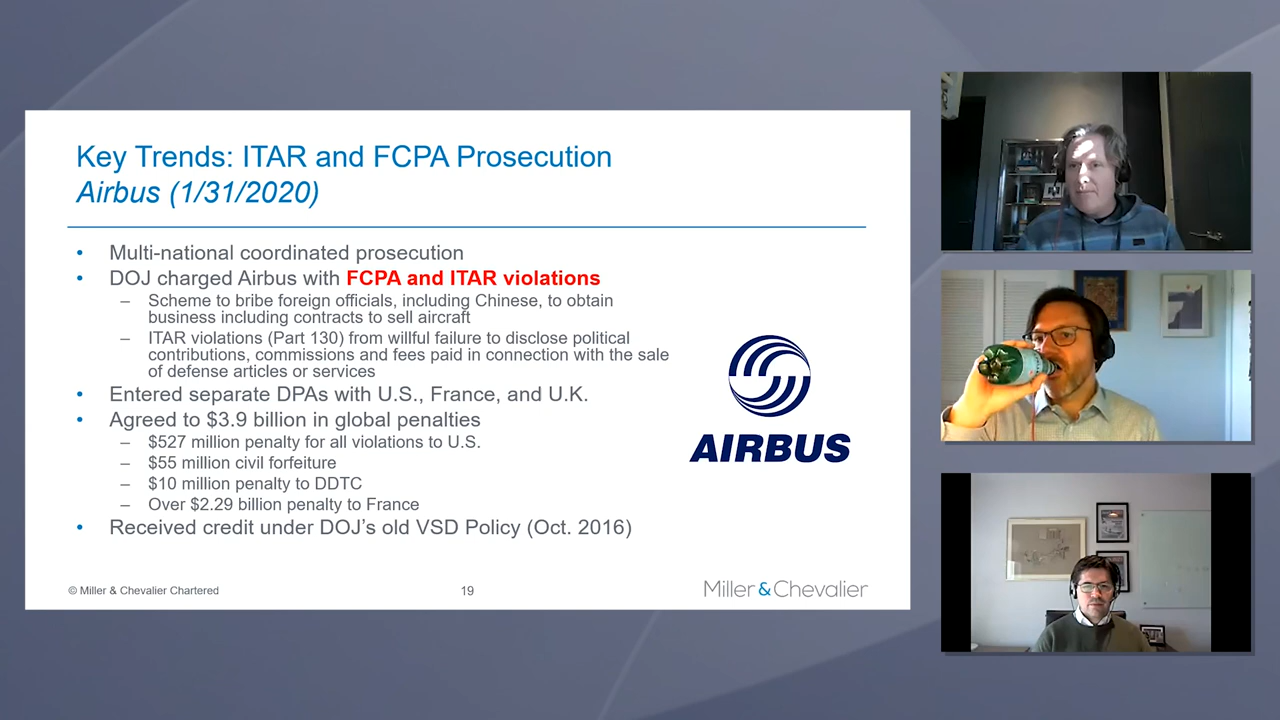 Key Trends: ITAR and FCPA Prosecution
Airbus (1/31/2020)
• Multi-national coordinated prosecution
• DOJ charged Airbus with FCPA and ITAR violations
– Scheme to bribe foreign officials, including Chinese, to obtain
business including contracts to sell aircraft
– ITAR violations (Part 130) from willful failure to disclose political
contributions, commissions and fees paid in connection with the sale
of defense articles or services
• Entered separate DPAs with U.S., France, and U.K.
• Agreed to $3.9 billion in global penalties
– $527 million penalty for all violations to U.S.
– $55 million civil forfeiture
– $10 million penalty to DDTC
– Over $2.29 billion penalty to France
• Received credit under DOJ’s old VSD Policy (Oct. 2016)
AIRBUS
© Miller & Chevalier Chartered
19
Miller&Chevalier